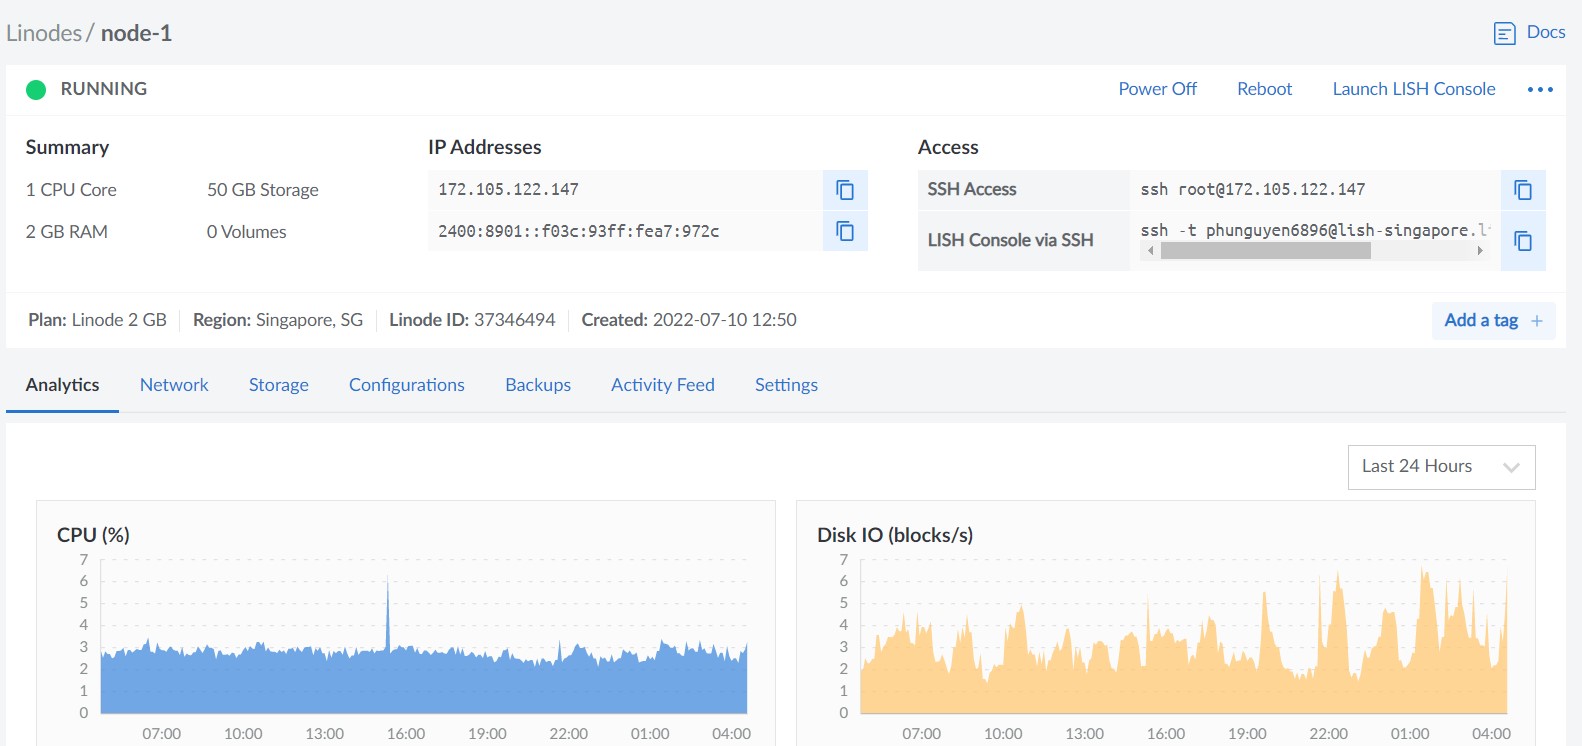 Linodes / node-1
Docs
RUNNING
Power Off Reboot Launch LISH Console
Summary
1 CPU Core 50 GB Storage
2 GB RAM 0 Volumes
IP Addresses
172.105.122.147
2400:8901::f03c:93ff:fea7:972c
Access
SSH Access ssh root@172.105.122.147
LISH Console via SSH ssh -t phunguyen6896@lish-singapore.
Plan: Linode 2 GB Region: Singapore, SG Linode ID: 37346494 Created: 2022-07-10 12:50
Add a tag +
Analytics Network Storage Configurations Backups Activity Feed Settings
Last 24 Hours
CPU (%)
7
6
5
4
3
2
1
0
07:00 10:00 13:00 16:00 19:00 22:00 01:00 04:00
Disk IO (blocks/s)
7
6
5
4
3
2
1
0
07:00 10:00 13:00 16:00 19:00 22:00 01:00 04:00